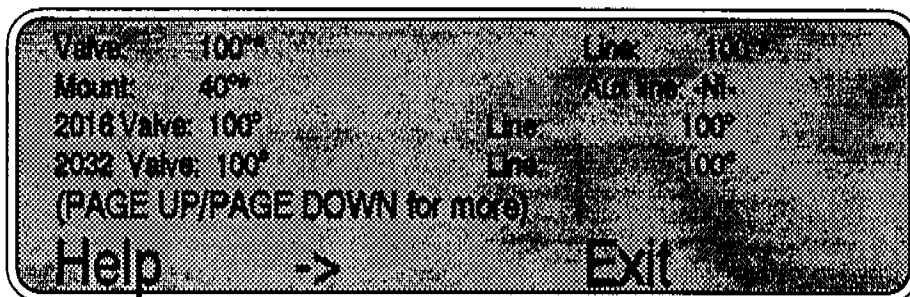 Valve: 100°* Line: 100°*
Mount: 40°* Aux line: -NI-
2016 Valve: 100° Line: 100°
2032 Valve: 100° Line: 100°
(PAGE UP/PAGE DOWN for more)
Help -> Exit